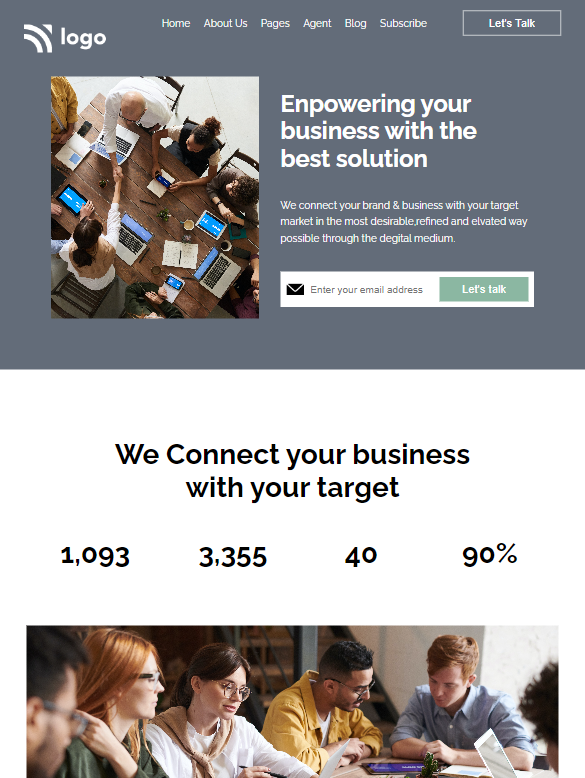 logo
Home About Us Pages Agent Blog Subscribe Let's Talk
Enpowering your
business with the
best solution
We connect your brand & business with your target
market in the most desirable,refined and elvated way
possible through the degital medium.
Enter your email address Let's talk
We Connect your business
with your target
1,093 3,355 40 90%